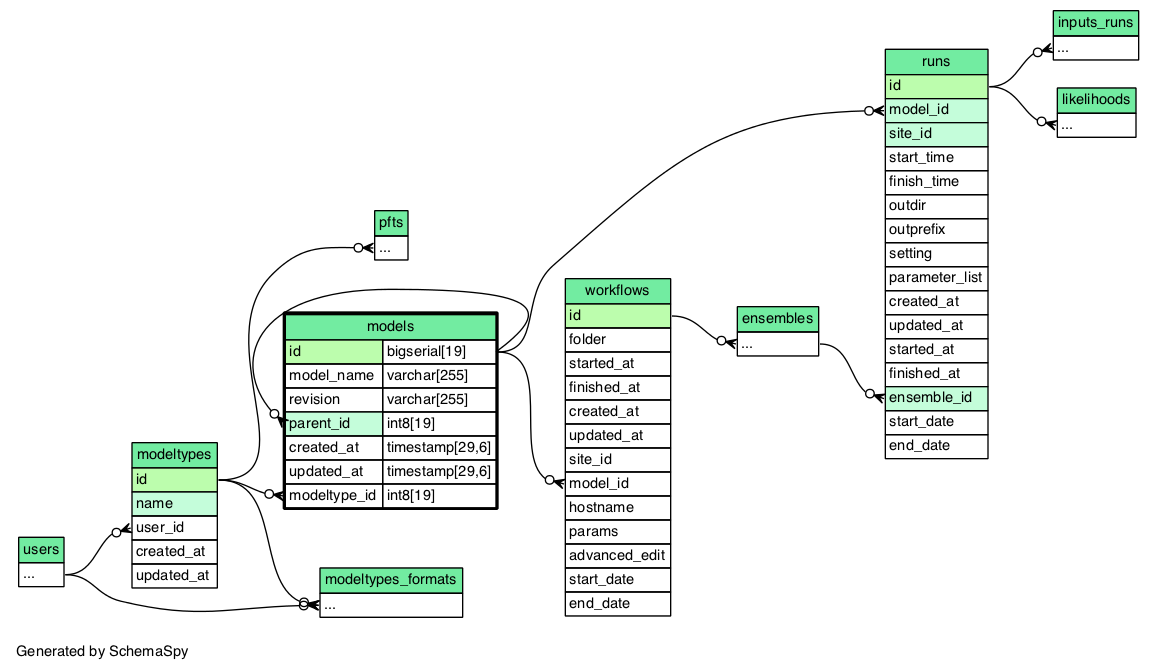 inputs_runs
...
runs
id
model_id
site_id
start_time
finish_time
outdir
outprefix
setting
parameter_list
created_at
updated_at
started_at
finished_at
ensemble_id
start_date
end_date
likelihoods
...
pfts
...
models
id bigserial[19]
model_name varchar[255]
revision varchar[255]
parent_id int8[19]
created_at timestamp[29,6]
updated_at timestamp[29,6]
modeltype_id int8[19]
workflows
id
folder
started_at
finished_at
created_at
updated_at
site_id
model_id
hostname
params
advanced_edit
start_date
end_date
ensembles
...
modeltypes
id
name
user_id
created_at
updated_at
users
...
modeltypes_formats
...
Generated by SchemaSpy